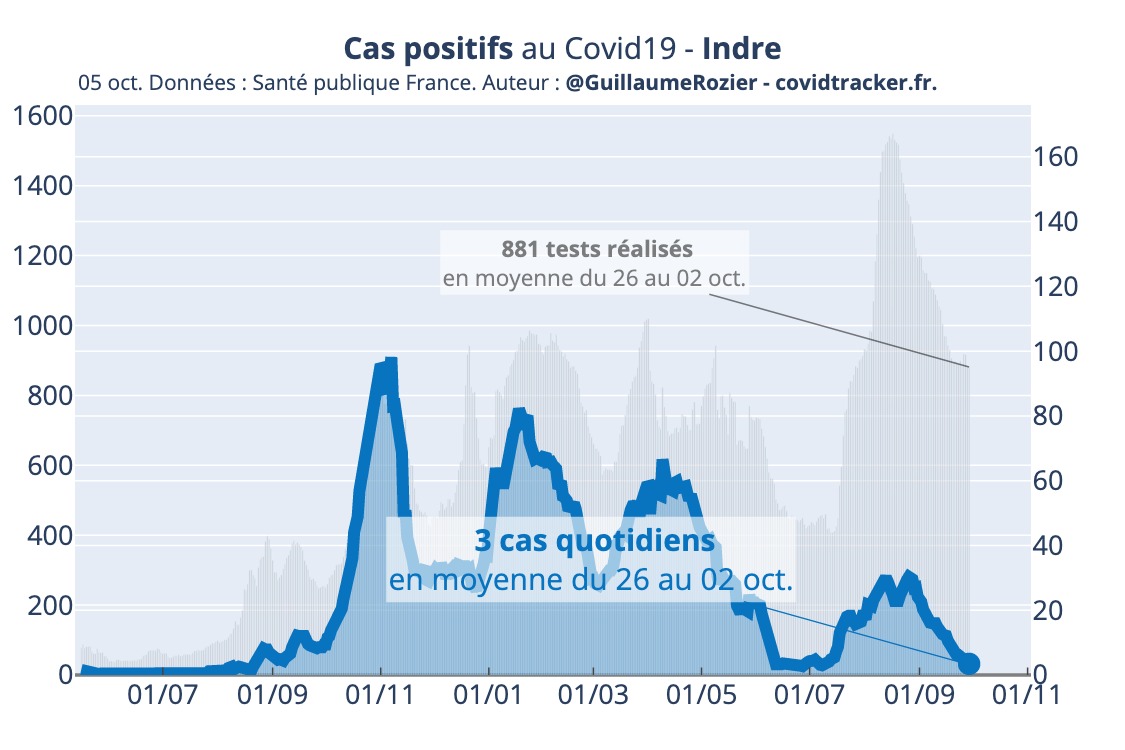 Cas positifs au Covid19 - Indre
05 oct. Données : Santé publique France. Auteur : @GuillaumeRozier - covidtracker.fr.
1600
1400
1200
1000
800
600
400
200
0
160
140
120
100
80
60
40
20
0
881 tests réalisés
en moyenne du 26 au 02 oct.
3 cas quotidiens
en moyenne du 26 au 02 oct.
01/07 01/09 01/11 01/01 01/03 01/05 01/07 01/09 01/11